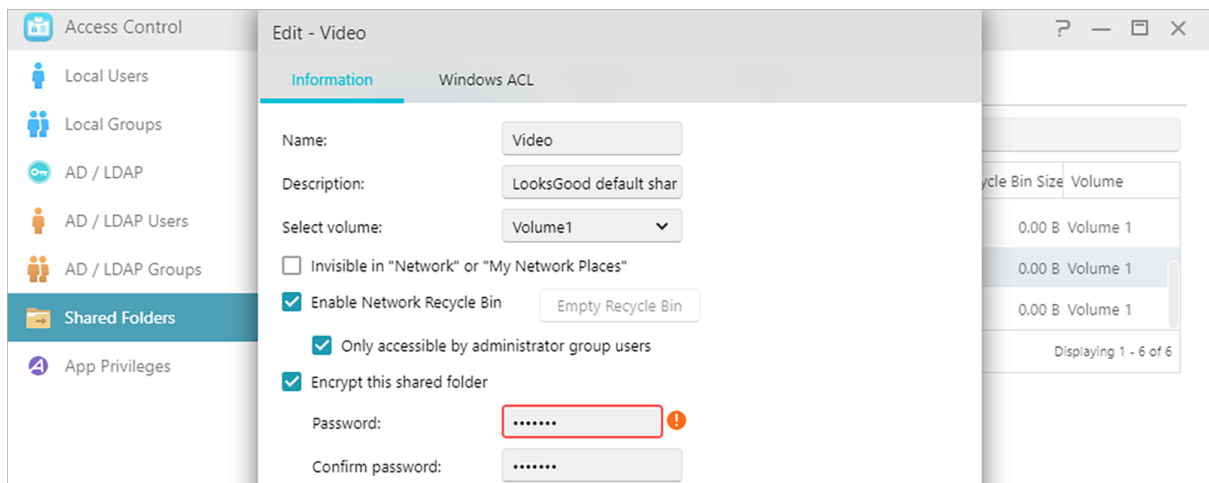 Access Control
Local Users
Local Groups
AD / LDAP
AD / LDAP Users
AD / LDAP Groups
Shared Folders
App Privileges
Edit - Video
Information Windows ACL
Name: Video
Description: LooksGood default shar
Select volume: Volume1
Invisible in "Network" or "My Network Places"
Enable Network Recycle Bin Empty Recycle Bin
Only accessible by administrator group users
Encrypt this shared folder
Password: •••••••
Confirm password: •••••••
Bin Size Volume
0.00 B Volume 1
0.00 B Volume 1
0.00 B Volume 1
Displaying 1 - 6 of 6